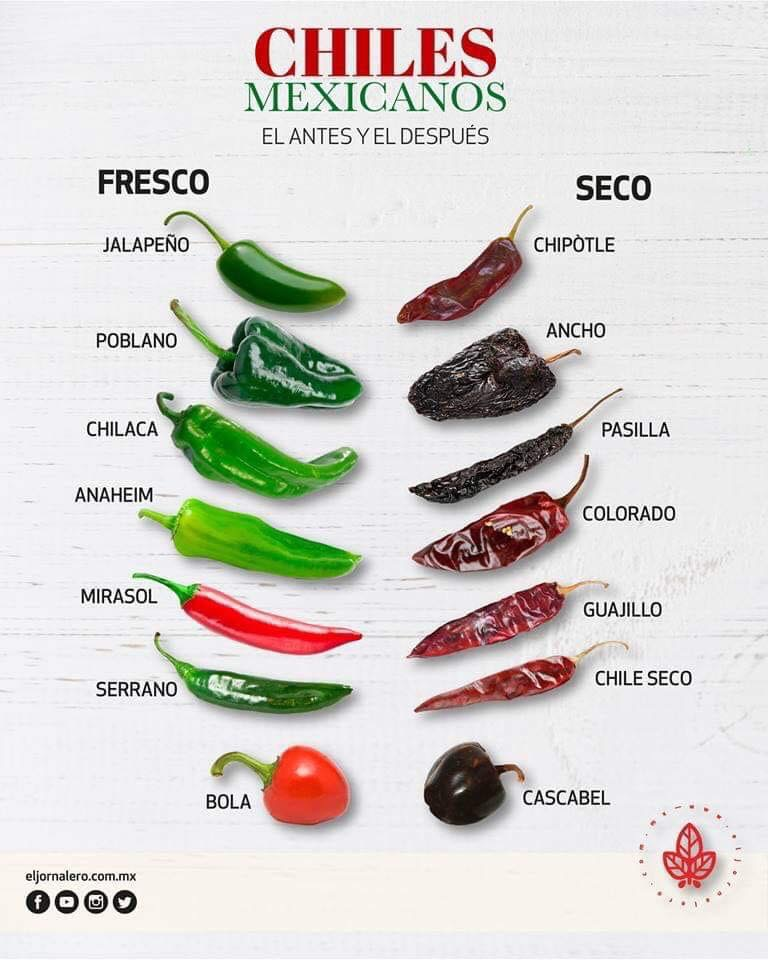 CHILES
MEXICANOS
EL ANTES Y EL DESPUÉS
FRESCO
SECO
JALAPEÑO
CHIPÒTLE
POBLANO
ANCHO
CHILACA
PASILLA
ANAHEIM
COLORADO
MIRASOL
GUAJILLO
SERRANO
CHILE SECO
BOLA
CASCABEL
eljornalero.com.mx